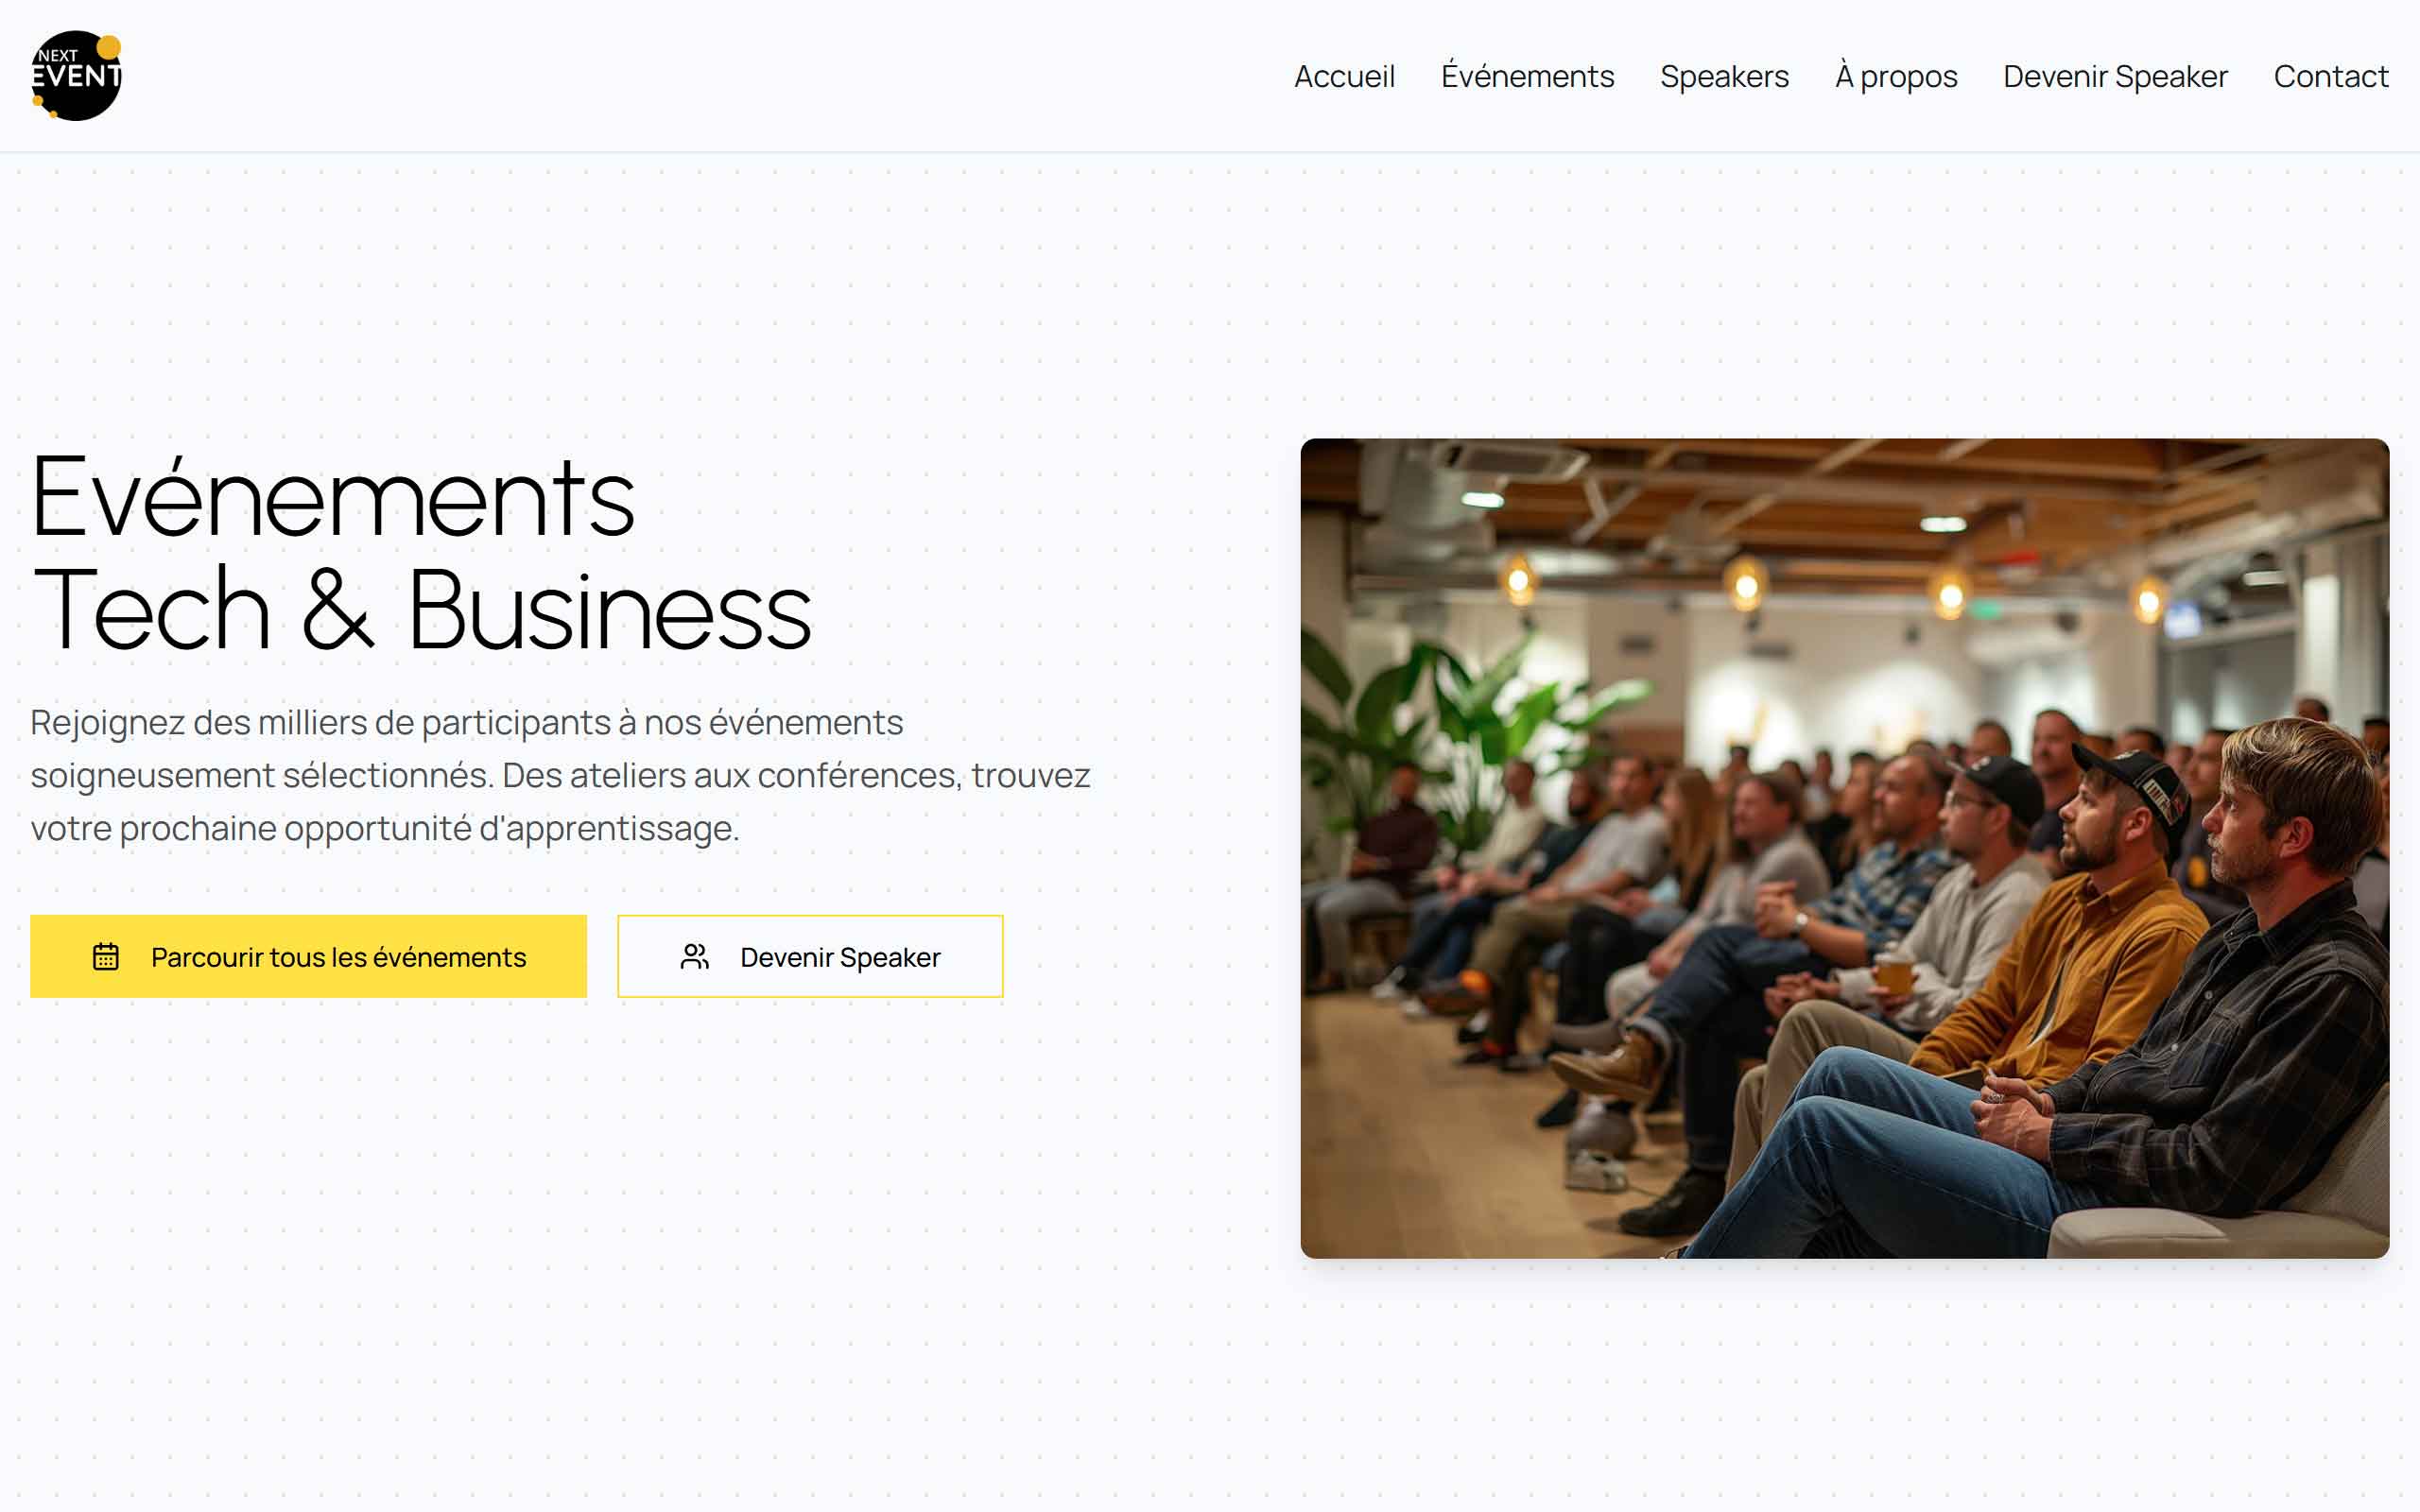 NEXT
EVENT
Accueil Événements Speakers À propos Devenir Speaker Contact
Evénements
Tech & Business
Rejoignez des milliers de participants à nos événements
soigneusement sélectionnés. Des ateliers aux conférences, trouvez
votre prochaine opportunité d'apprentissage.
Parcourir tous les événements Devenir Speaker